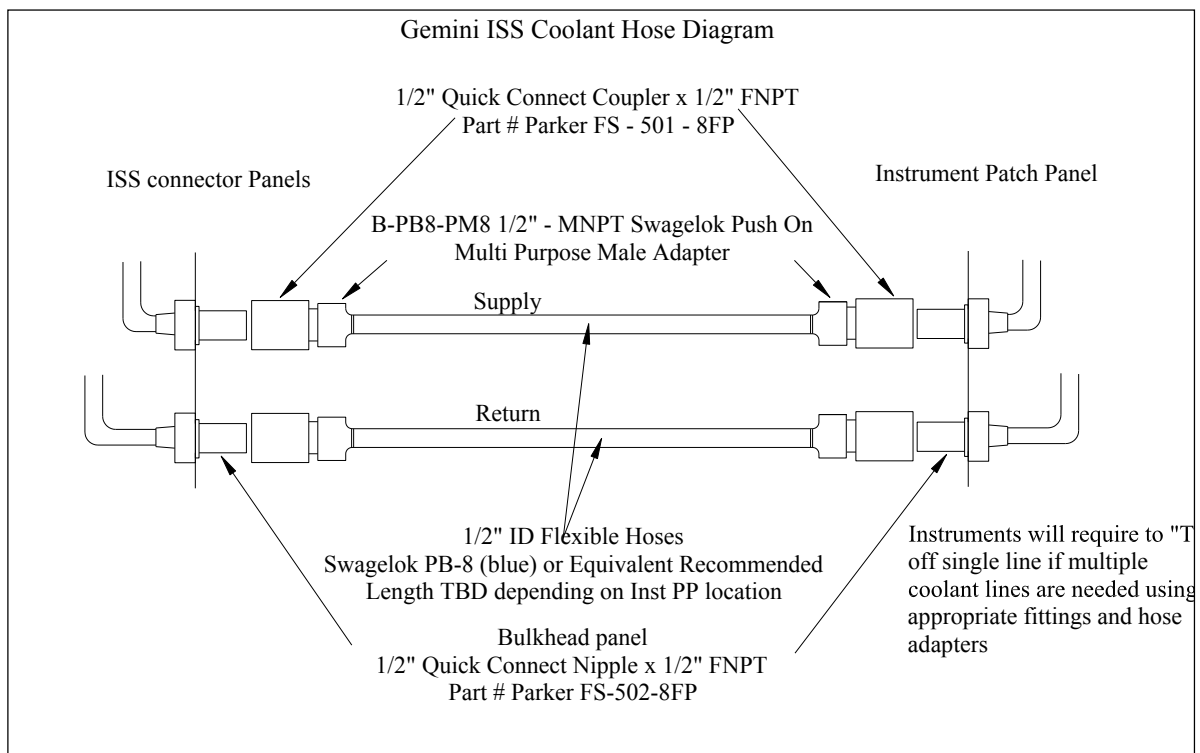 Gemini ISS Coolant Hose Diagram
1/2" Quick Connect Coupler x 1/2" FNPT
Part # Parker FS - 501 - 8FP
ISS connector Panels
Instrument Patch Panel
B-PB8-PM8 1/2" - MNPT Swagelok Push On
Multi Purpose Male Adapter
Supply
Return
1/2" ID Flexible Hoses
Swagelok PB-8 (blue) or Equivalent Recommended
Length TBD depending on Inst PP location
Instruments will require to "T
off single line if multiple
coolant lines are needed using
appropriate fittings and hose
adapters
Bulkhead panel
1/2" Quick Connect Nipple x 1/2" FNPT
Part # Parker FS-502-8FP